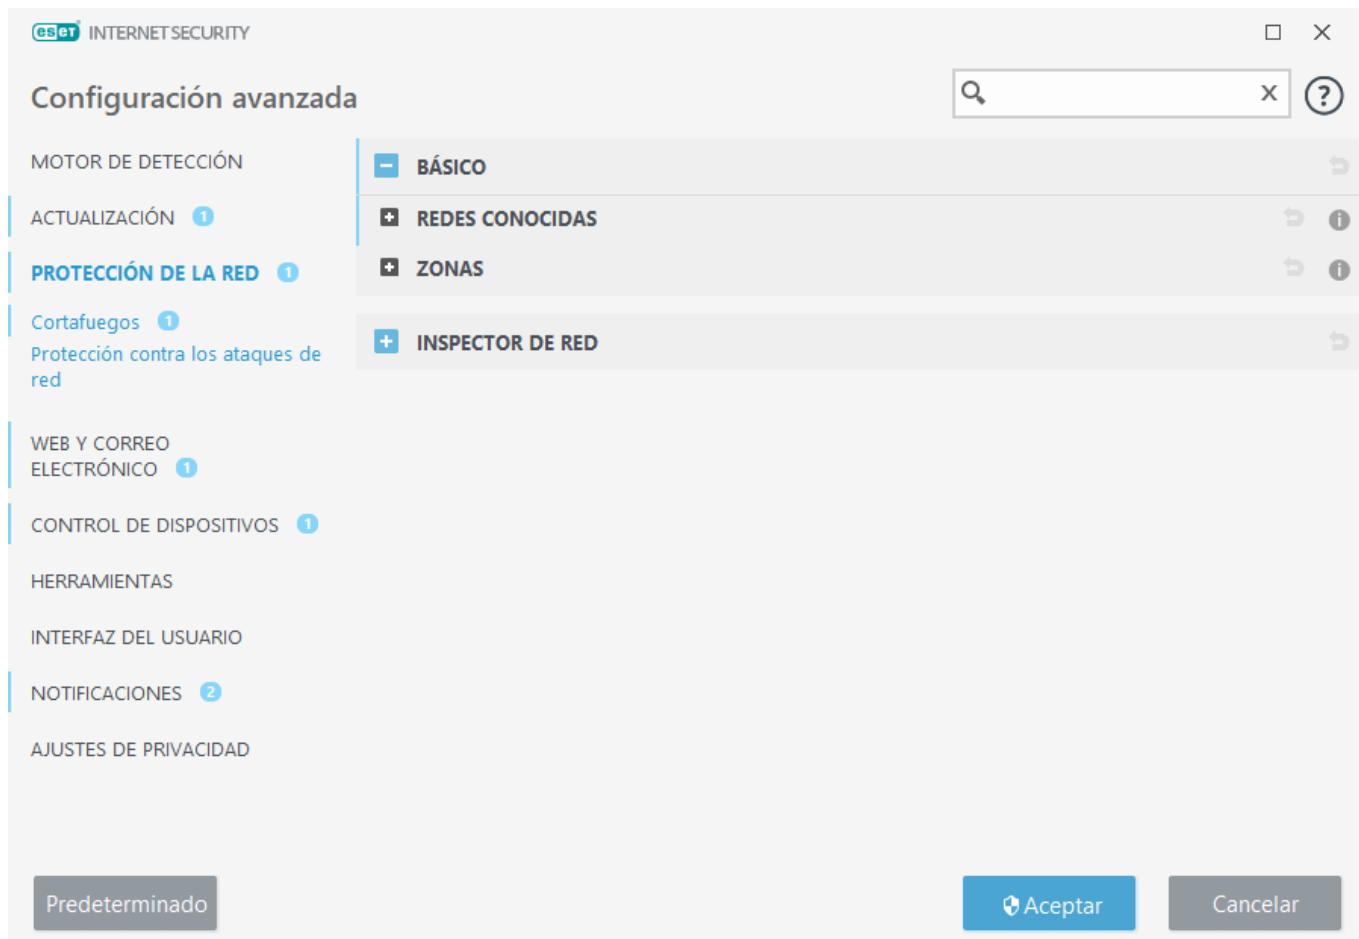 eset INTERNET SECURITY
Configuración avanzada
x
?
MOTOR DE DETECCIÓN
ACTUALIZACIÓN 1
PROTECCIÓN DE LA RED 1
Cortafuegos 1
Protección contra los ataques de
red
WEB Y CORREO
ELECTRÓNICO 1
CONTROL DE DISPOSITIVOS 1
HERRAMIENTAS
INTERFAZ DEL USUARIO
NOTIFICACIONES 2
AJUSTES DE PRIVACIDAD
BÁSICO
REDES CONOCIDAS
ZONAS
INSPECTOR DE RED
Predeterminado
Aceptar
Cancelar